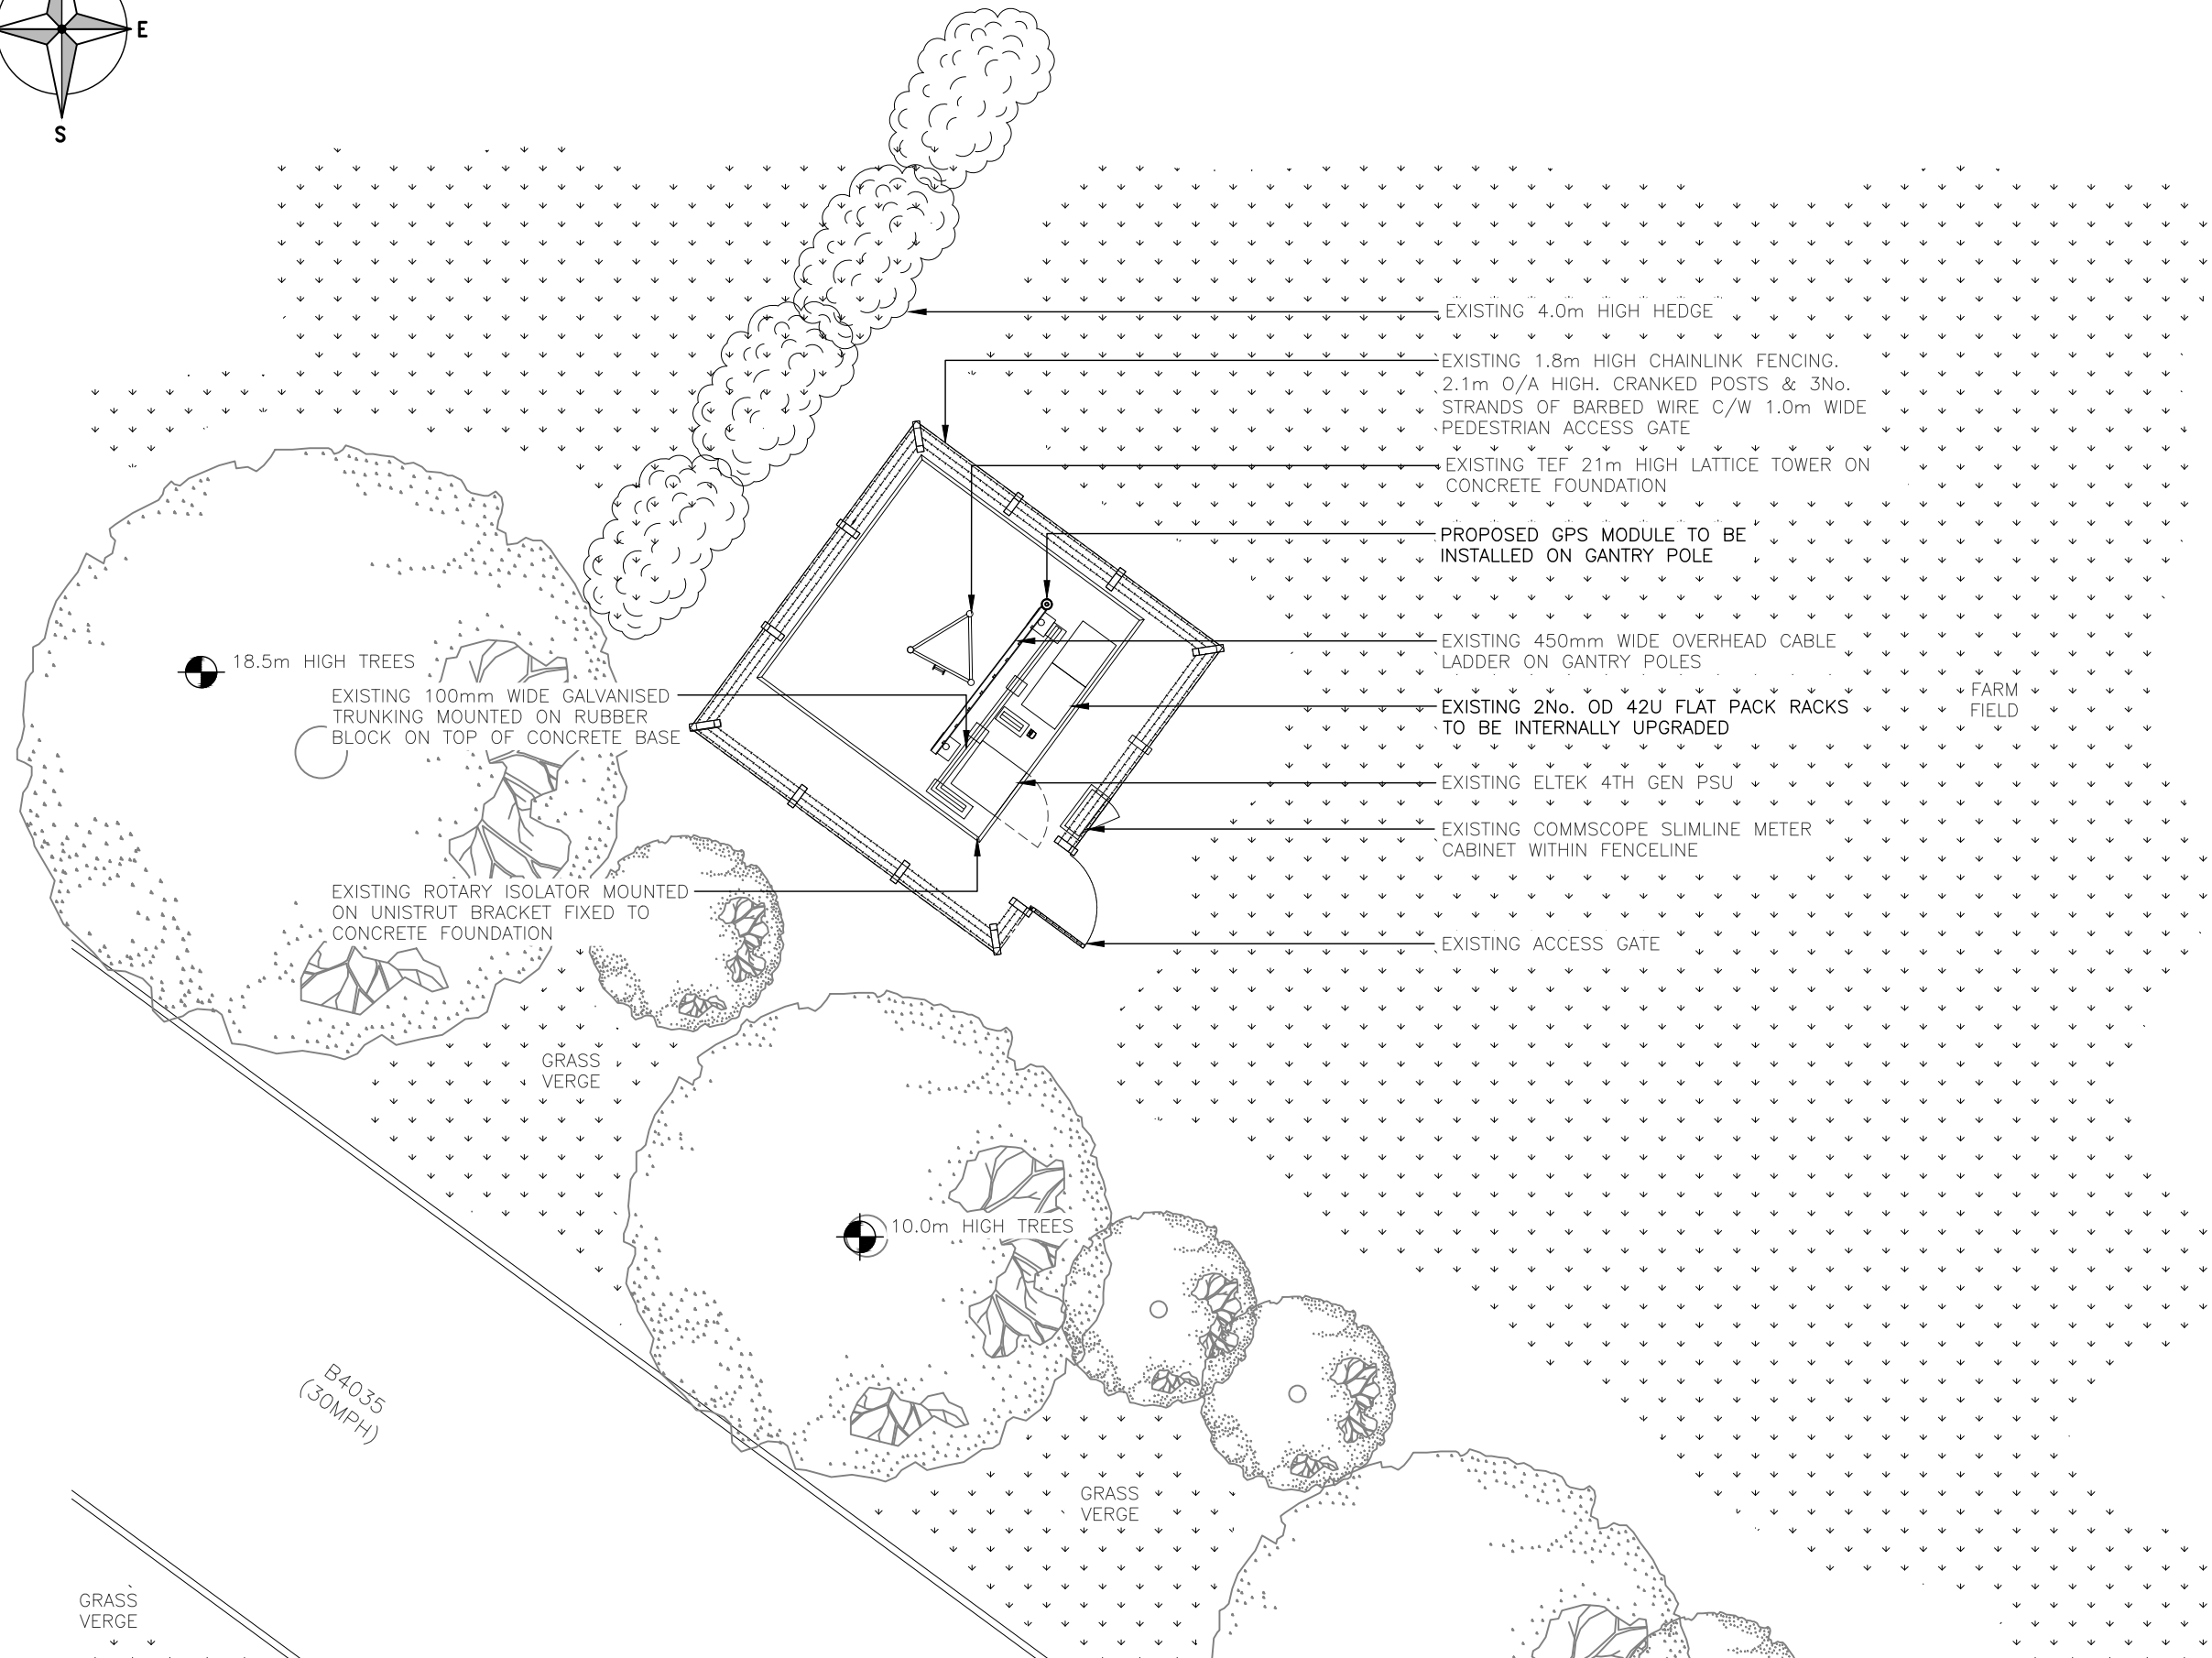 E
S
EXISTING 4.0m HIGH HEDGE
EXISTING 1.8m HIGH CHAINLINK FENCING.
2.1m O/A HIGH. CRANKED POSTS & 3No.
STRANDS OF BARBED WIRE C/W 1.0m WIDE
PEDESTRIAN ACCESS GATE
EXISTING TEF 21m HIGH LATTICE TOWER ON
CONCRETE FOUNDATION
PROPOSED GPS MODULE TO BE
INSTALLED ON GANTRY POLE
EXISTING 450mm WIDE OVERHEAD CABLE
LADDER ON GANTRY POLES
EXISTING 2No. OD 42U FLAT PACK RACKS
TO BE INTERNALLY UPGRADED
EXISTING ELTEK 4TH GEN PSU
EXISTING COMMSCOPE SLIMLINE METER
CABINET WITHIN FENCELINE
EXISTING ACCESS GATE
FARM
FIELD
18.5m HIGH TREES
EXISTING 100mm WIDE GALVANISED
TRUNKING MOUNTED ON RUBBER
BLOCK ON TOP OF CONCRETE BASE
EXISTING ROTARY ISOLATOR MOUNTED
ON UNISTRUT BRACKET FIXED TO
CONCRETE FOUNDATION
GRASS
VERGE
10.0m HIGH TREES
B4035
(30MPH)
GRASS
VERGE
GRASS
VERGE